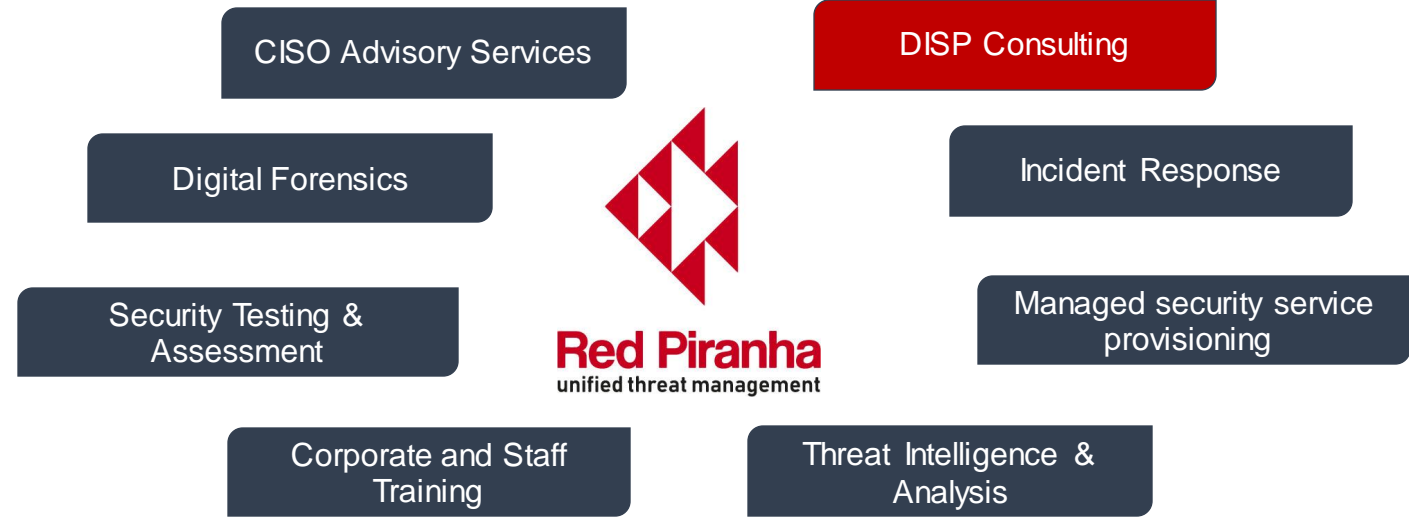 CISO Advisory Services
DISP Consulting
Digital Forensics
Incident Response
Security Testing &
Assessment
Managed security service
provisioning
Red Piranha
unified threat management
Corporate and Staff
Training
Threat Intelligence &
Analysis